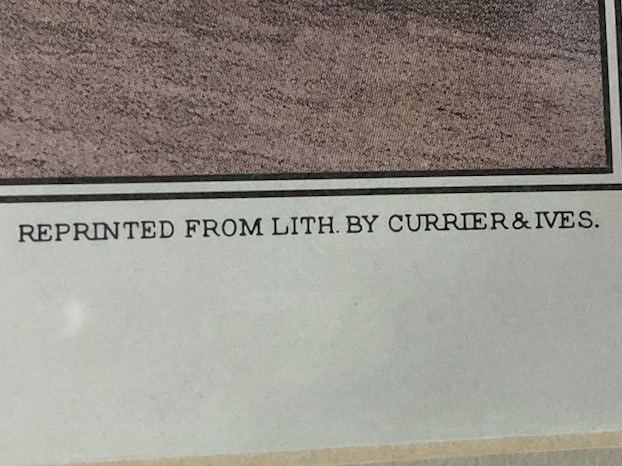 REPRINTED FROM LITH. BY CURRIER & IVES.